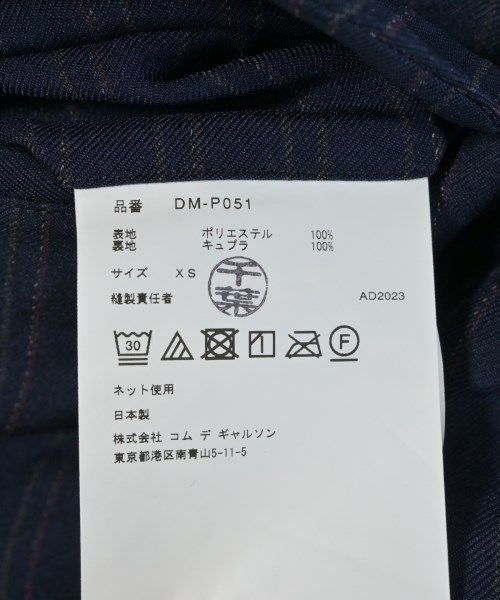 品番 DM-P051
表地 ポリエステル 100%
裏地 キュプラ 100%
サイズ XS
千葉
縫製責任者 AD2023
30 F
ネット使用
日本製
株式会社 コム デ ギャルソン
東京都港区南青山5-11-5